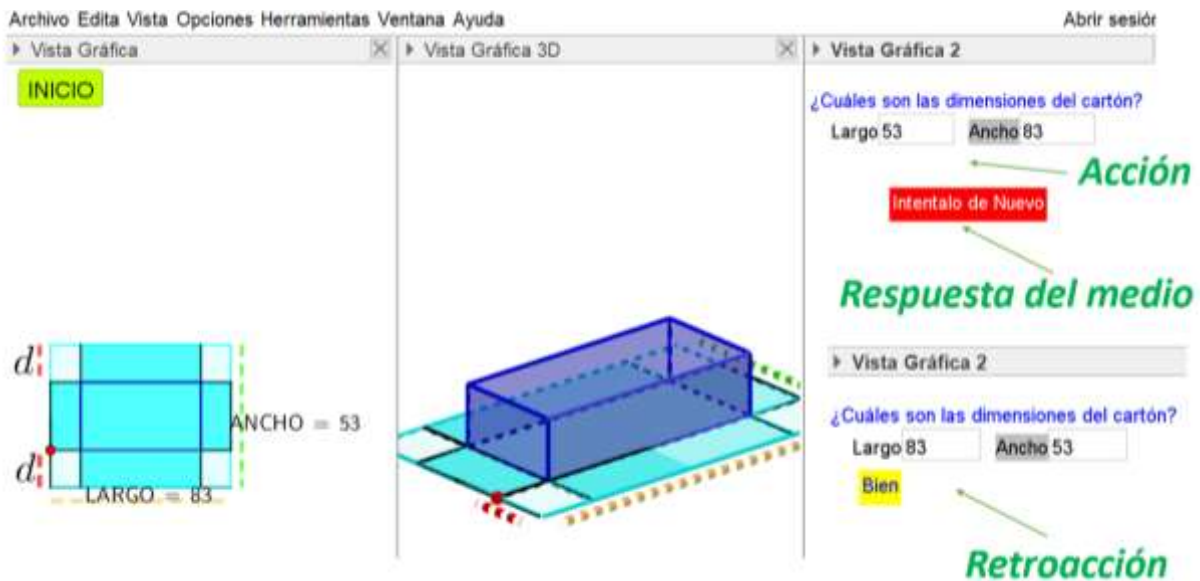 Archivo Edita Vista Opciones Herramientas Ventana Ayuda
Abrir sesión
Vista Gráfica
Vista Gráfica 3D
Vista Gráfica 2
INICIO
¿Cuáles son las dimensiones del cartón?
Largo 53 Ancho 83
Acción
Intentalo de Nuevo
Respuesta del medio
d
ANCHO = 53
d
LARGO = 83
Vista Gráfica 2
¿Cuáles son las dimensiones del cartón?
Largo 83 Ancho 53
Bien
Retroacción